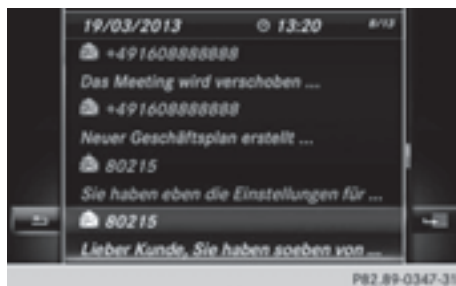 19/03/2013 13:20 8/13
+491608888888
Das Meeting wird verschoben ...
+491608888888
Neuer Geschäftsplan erstellt ...
80215
Sie haben eben die Einstellungen für ...
80215
Lieber Kunde, Sie haben soeben von ...
P82.89-0347-31